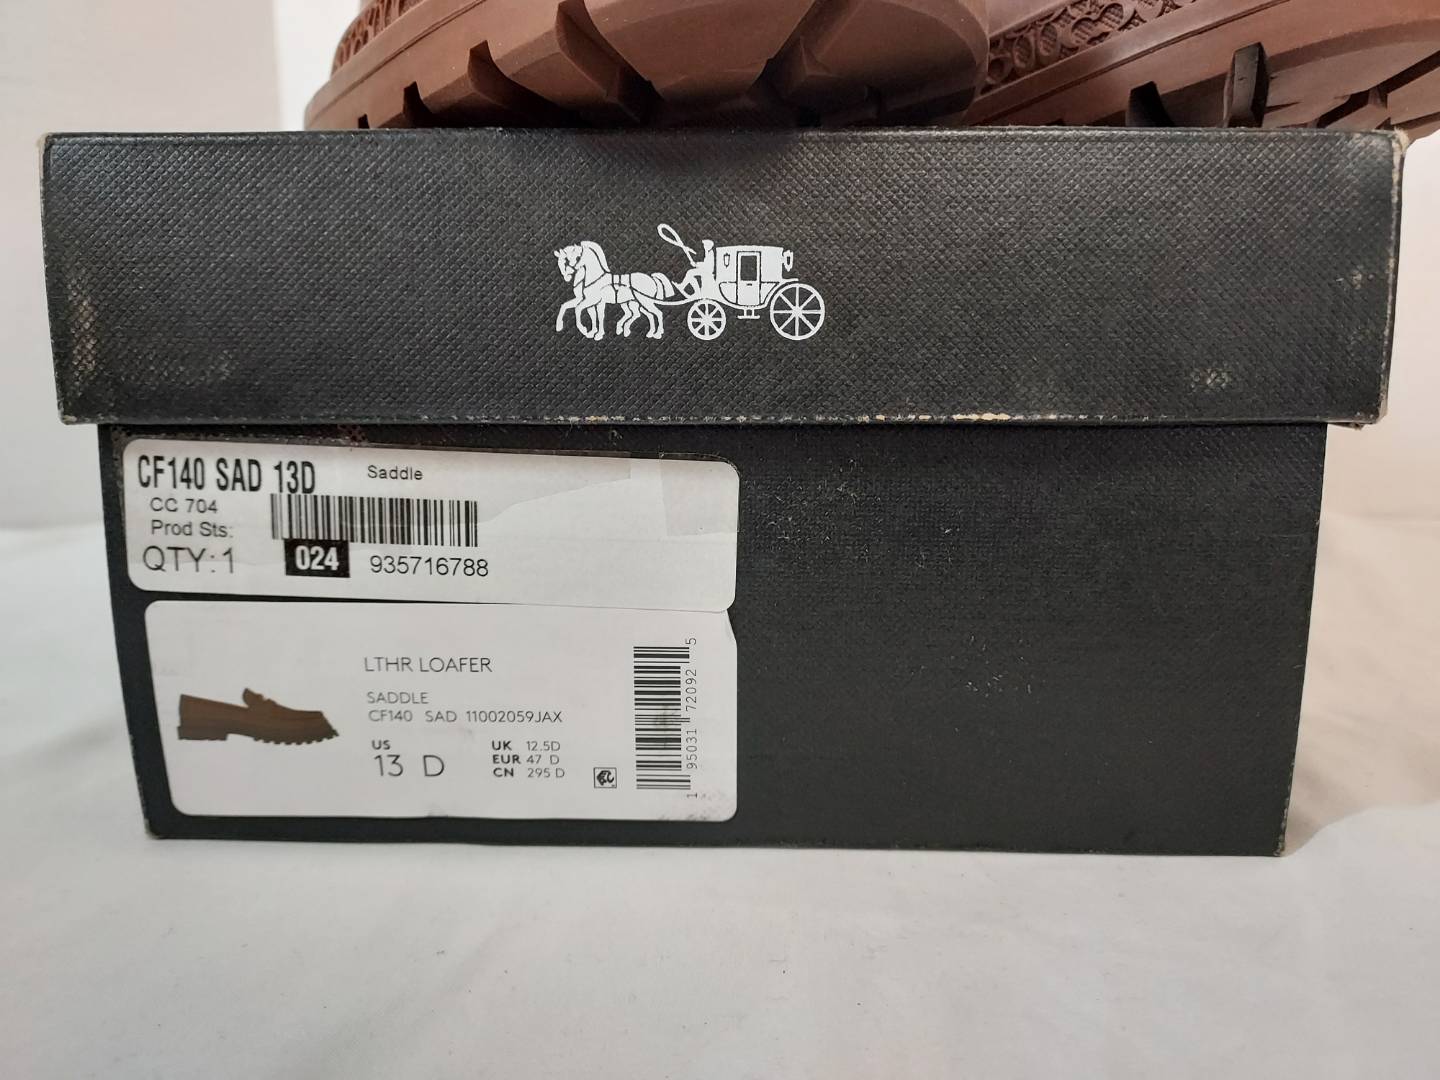 CF140 SAD 13D Saddle
CC 704
Prod Sts:
QTY: 1 024 935716788
LTHR LOAFER
SADDLE
CF140 SAD 11002059JAX
US UK 12.5D
13 D EUR 47 D
CN 295 D
1 95031 72092 5